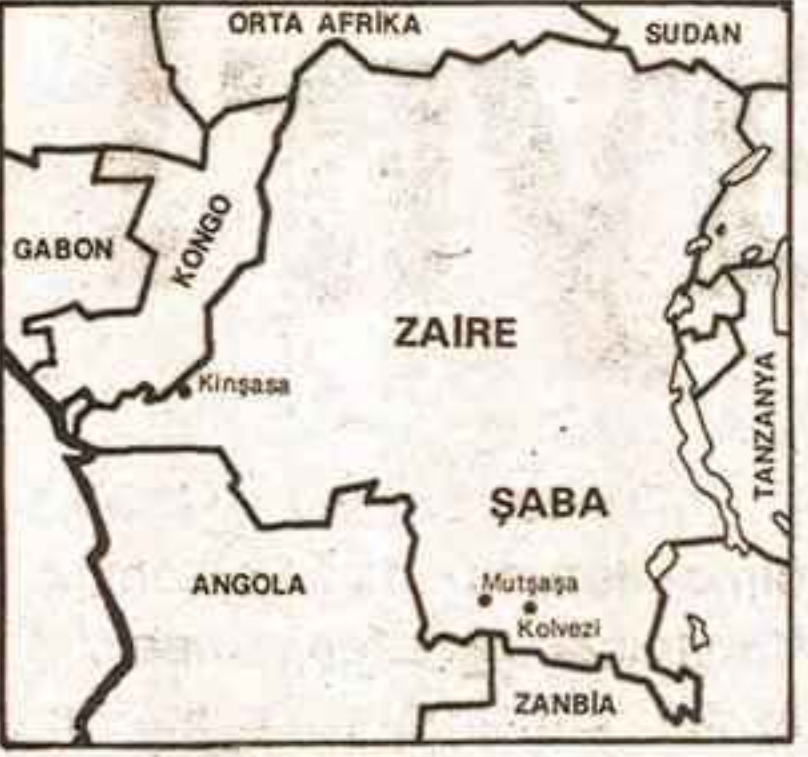 ORTA AFRİKA
SUDAN
GABON
KONGO
ZAİRE
Kinşasa
TANZANYA
ŞABA
ANGOLA
Mutşaşa
Kolvezi
ZANBİA